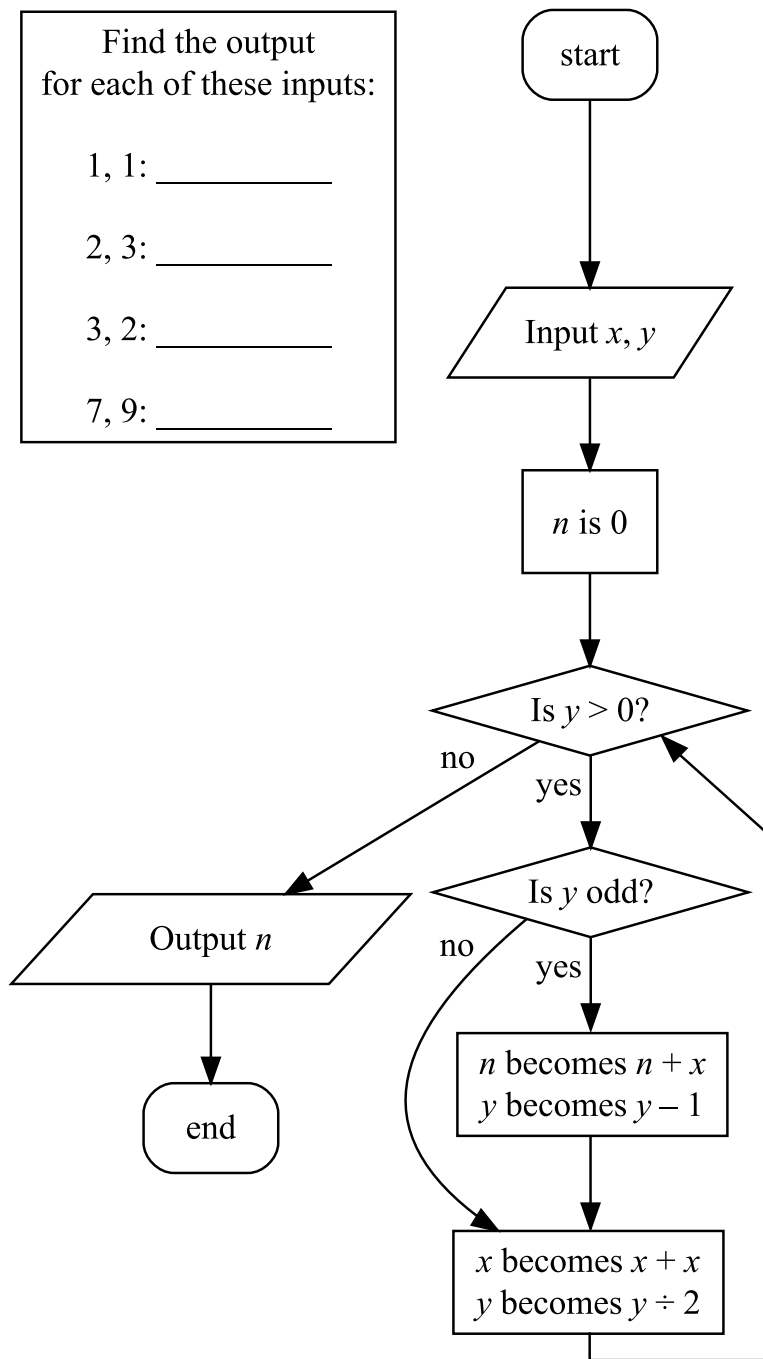 Find the output
for each of these inputs:
1, 1:
2, 3:
3, 2:
7, 9:
start
Input x, y
n is 0
Is y > 0?
no
yes
Is y odd?
no
yes
Output n
n becomes n + x
y becomes y – 1
end
x becomes x + x
y becomes y ÷ 2